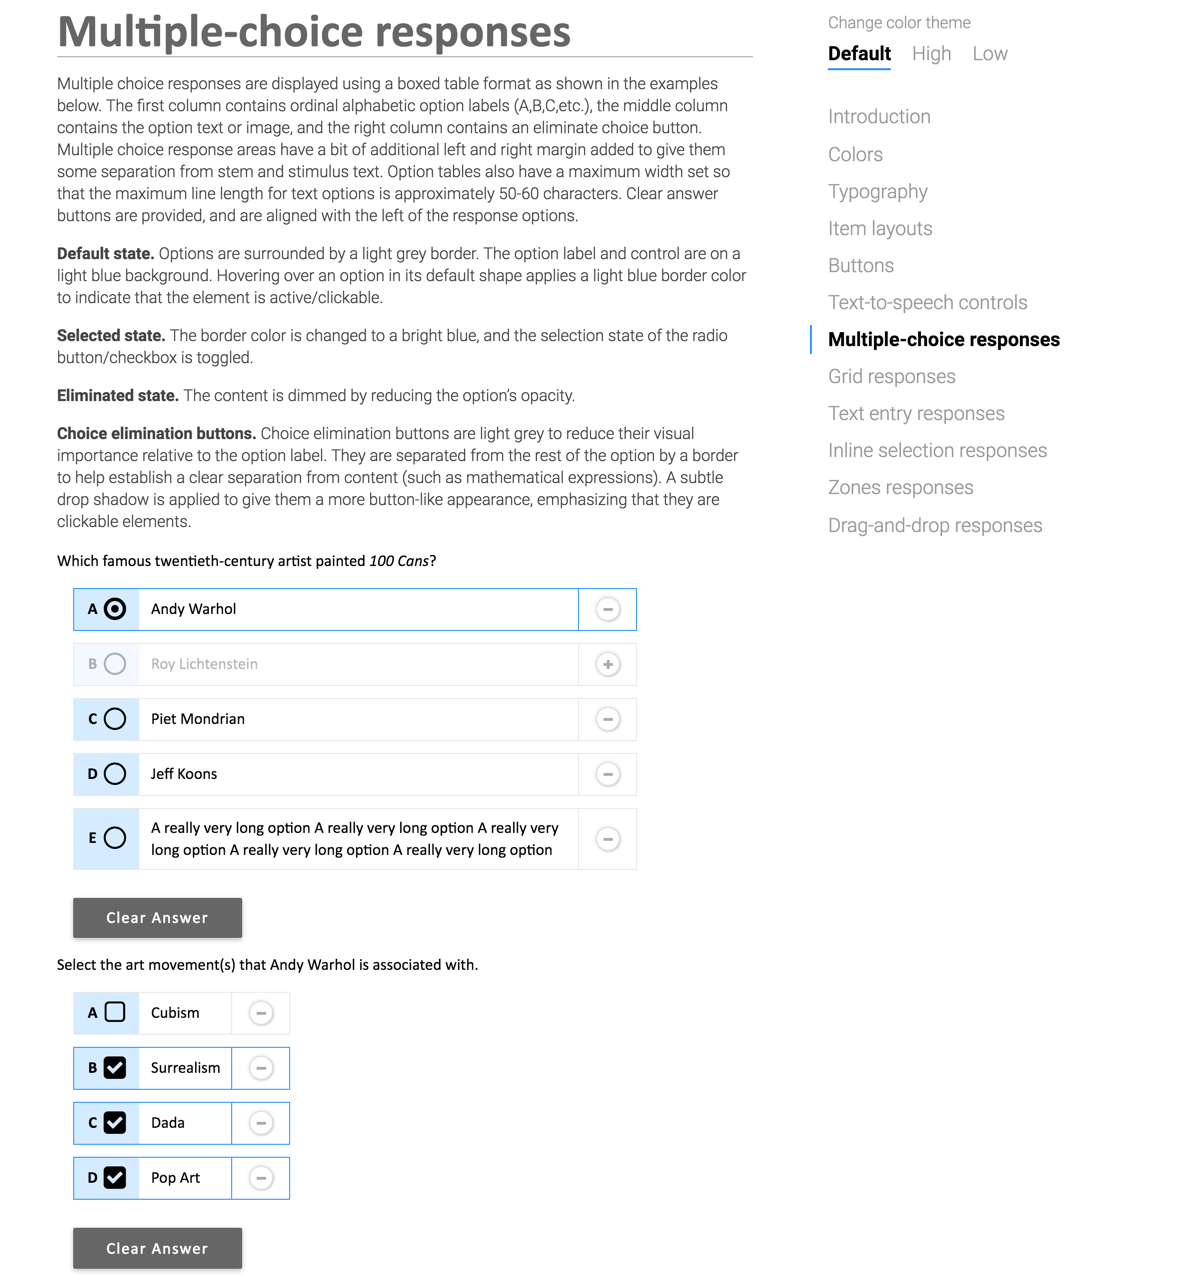 Multiple-choice responses
Multiple choice responses are displayed using a boxed table format as shown in the examples
below. The first column contains ordinal alphabetic option labels (A,B,C,etc.), the middle column
contains the option text or image, and the right column contains an eliminate choice button.
Multiple choice response areas have a bit of additional left and right margin added to give them
some separation from stem and stimulus text. Option tables also have a maximum width set so
that the maximum line length for text options is approximately 50-60 characters. Clear answer
buttons are provided, and are aligned with the left of the response options.
Default state. Options are surrounded by a light grey border. The option label and control are on a
light blue background. Hovering over an option in its default shape applies a light blue border color
to indicate that the element is active/clickable.
Selected state. The border color is changed to a bright blue, and the selection state of the radio
button/checkbox is toggled.
Eliminated state. The content is dimmed by reducing the option’s opacity.
Choice elimination buttons. Choice elimination buttons are light grey to reduce their visual
importance relative to the option label. They are separated from the rest of the option by a border
to help establish a clear separation from content (such as mathematical expressions). A subtle
drop shadow is applied to give them a more button-like appearance, emphasizing that they are
clickable elements.
Which famous twentieth-century artist painted 100 Cans?
A Andy Warhol
B Roy Lichtenstein
C Piet Mondrian
D Jeff Koons
E A really very long option A really very long option A really very
long option A really very long option A really very long option
Clear Answer
Select the art movement(s) that Andy Warhol is associated with.
A Cubism
B Surrealism
C Dada
D Pop Art
Clear Answer
Change color theme
Default High Low
Introduction
Colors
Typography
Item layouts
Buttons
Text-to-speech controls
Multiple-choice responses
Grid responses
Text entry responses
Inline selection responses
Zones responses
Drag-and-drop responses